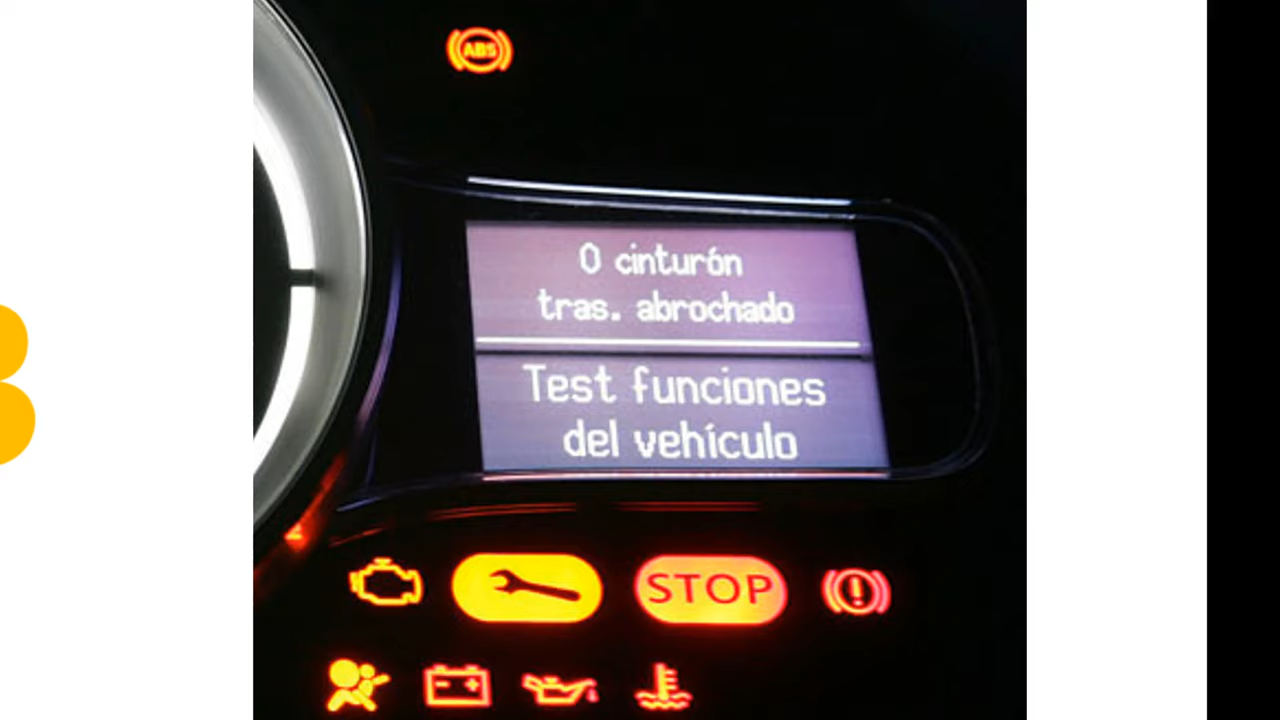 ABS
0 cinturón
tras. abrochado
Test funciones
del vehículo
STOP